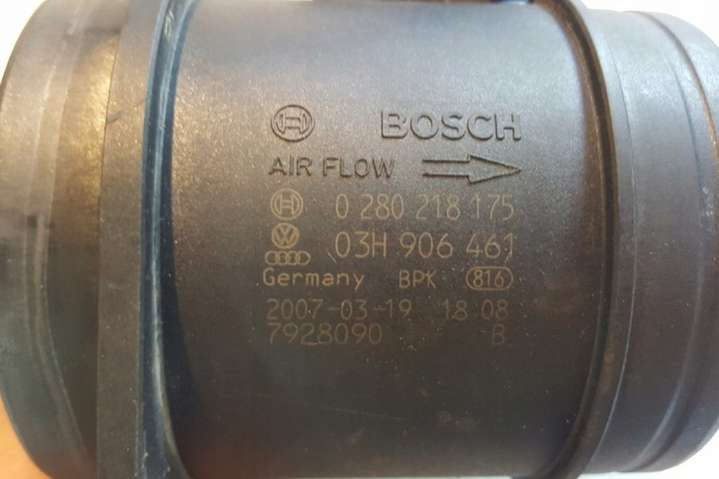 BOSCH
AIR FLOW
0 280 218 175
03H 906 461
Germany BPK 816
2007-03-19 18:08
7928090 B